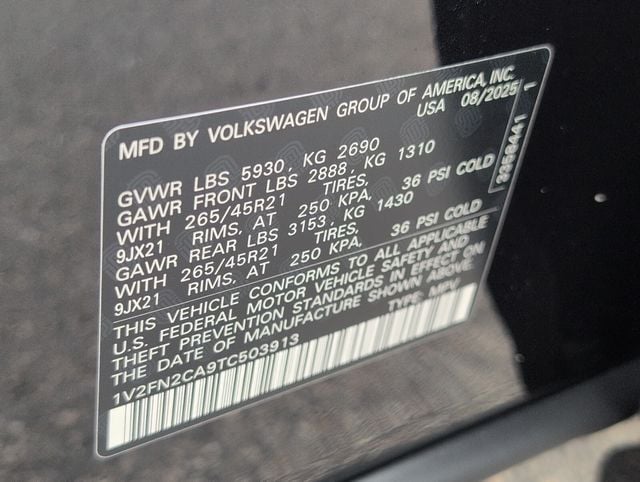 MFD BY VOLKSWAGEN GROUP OF AMERICA, INC.
USA 08/2025
GVWR LBS 5930, KG 2690
GAWR FRONT LBS 2888, KG 1310
WITH 265/45R21 TIRES,
9JX21 RIMS, AT 250 KPA, 36 PSI COLD
GAWR REAR LBS 3153, KG 1430
WITH 265/45R21 TIRES,
9JX21 RIMS, AT 250 KPA, 36 PSI COLD
THIS VEHICLE CONFORMS TO ALL APPLICABLE
U.S. FEDERAL MOTOR VEHICLE SAFETY AND
THEFT PREVENTION STANDARDS IN EFFECT ON
THE DATE OF MANUFACTURE SHOWN ABOVE.
1V2FN2CA9TC503913 TYPE: MPV
1